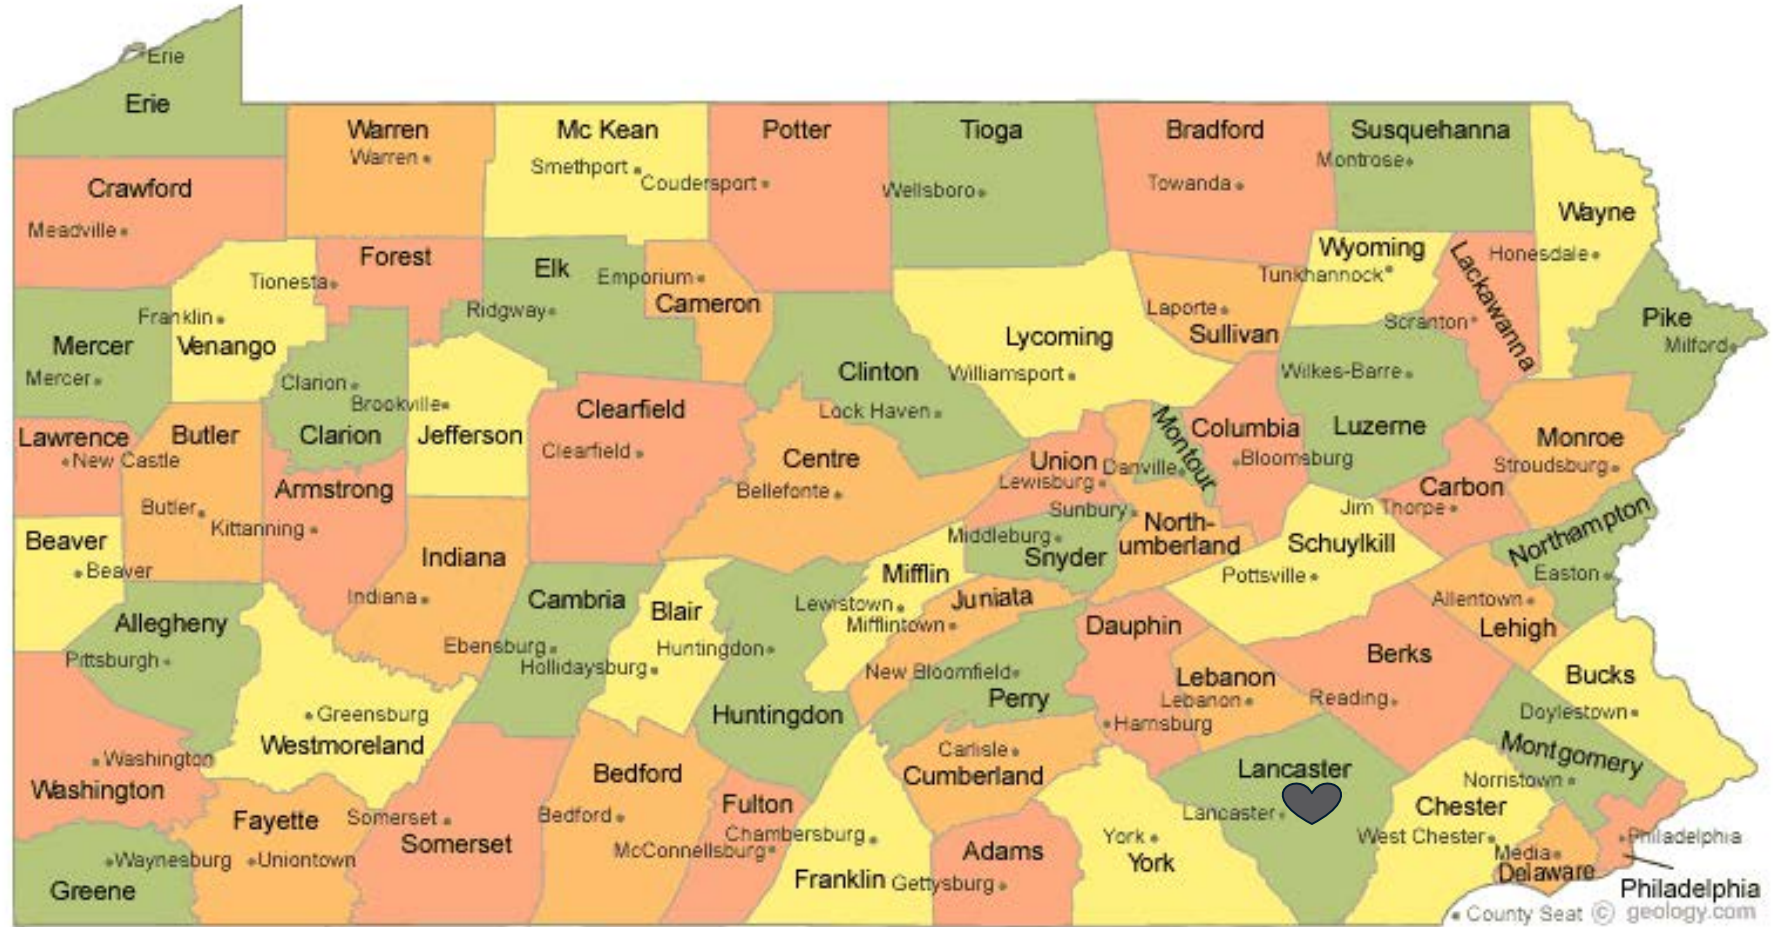 Erie
Erie
Warren
Warren
Mc Kean
Smethport
Potter
Coudersport
Tioga
Wellsboro
Bradford
Towanda
Susquehanna
Montrose
Crawford
Meadville
Wayne
Honesdale
Forest
Tionesta
Elk
Ridgway
Emporium
Cameron
Wyoming
Tunkhannock
Lackawanna
Scranton
Mercer
Mercer
Franklin
Venango
Lycoming
Williamsport
Laporte
Sullivan
Pike
Milford
Clarion
Clarion
Brookville
Jefferson
Clinton
Lock Haven
Wilkes-Barre
Luzerne
Lawrence
New Castle
Butler
Butler
Clearfield
Clearfield
Centre
Bellefonte
Union
Lewisburg
Montour
Danville
Columbia
Bloomsburg
Monroe
Stroudsburg
Carbon
Jim Thorpe
Armstrong
Kittanning
Sunbury
North-
umberland
Beaver
Beaver
Indiana
Indiana
Middleburg
Snyder
Schuylkill
Pottsville
Northampton
Easton
Allegheny
Pittsburgh
Cambria
Ebensburg
Blair
Hollidaysburg
Huntingdon
Huntingdon
Mifflin
Lewistown
Juniata
Mifflintown
Dauphin
Harrisburg
Allentown
Lehigh
New Bloomfield
Perry
Lebanon
Lebanon
Berks
Reading
Bucks
Doylestown
Greensburg
Westmoreland
Washington
Washington
Bedford
Bedford
Carlisle
Cumberland
Lancaster
Lancaster
Montgomery
Norristown
Fayette
Uniontown
Somerset
Somerset
Fulton
McConnellsburg
Chambersburg
Franklin
Adams
Gettysburg
York
York
Chester
West Chester
Media
Delaware
Philadelphia
Philadelphia
Waynesburg
Greene
County Seat © geology.com